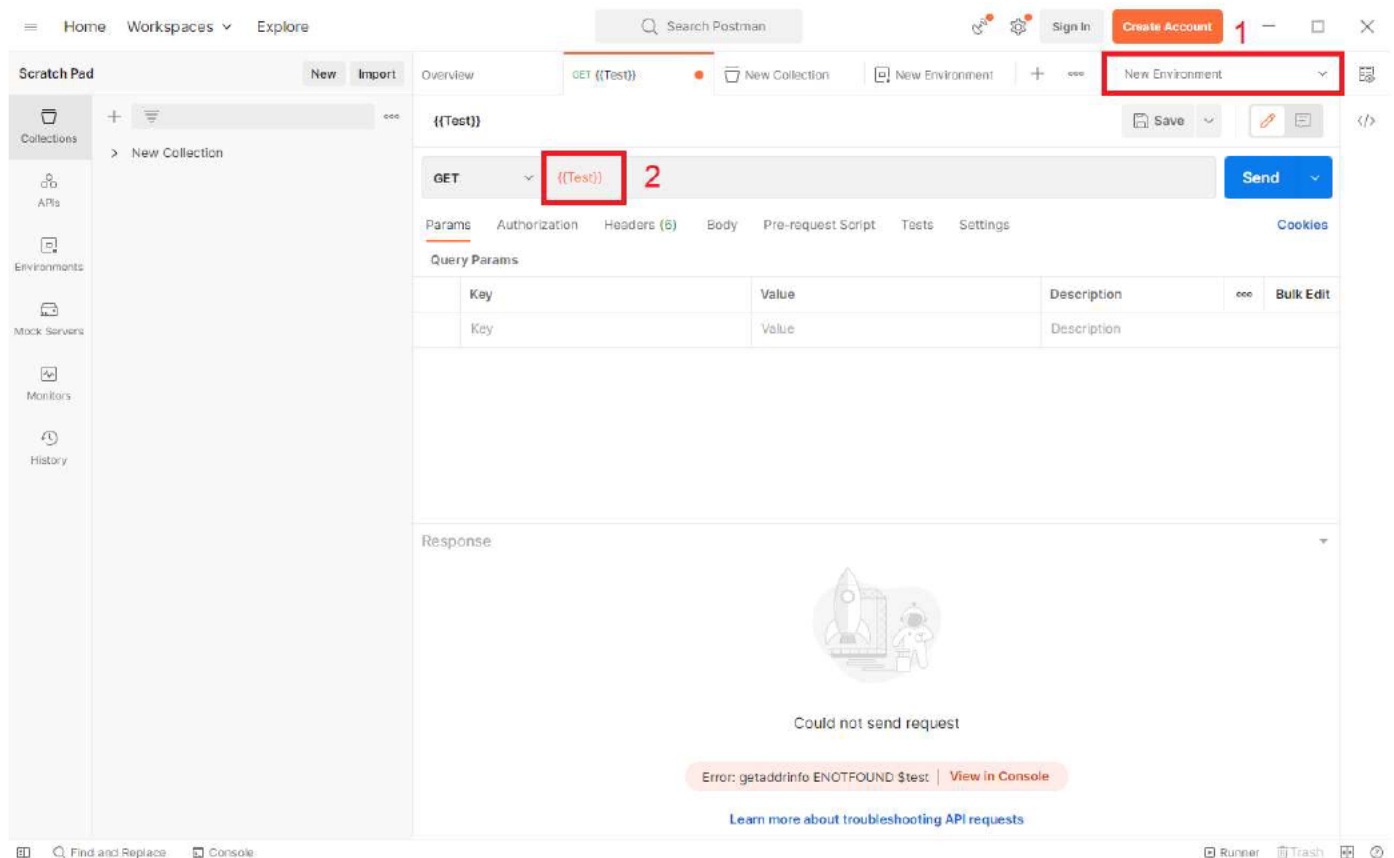 Home Workspaces Explore Search Postman Sign In Create Account 1
Scratch Pad New Import Overview GET {{Test}} New Collection New Environment New Environment
Collections
{{Test}} Save
New Collection
APIs
GET {{Test}} 2 Send
Environments
Params Authorization Headers (6) Body Pre-request Script Tests Settings Cookies
Query Params
Key Value Description Bulk Edit
Mock Servers
Key Value Description
Monitors
History
Response
Could not send request
Error: getaddrinfo ENOTFOUND $test | View in Console
Learn more about troubleshooting API requests
Find and Replace Console Runner Trash